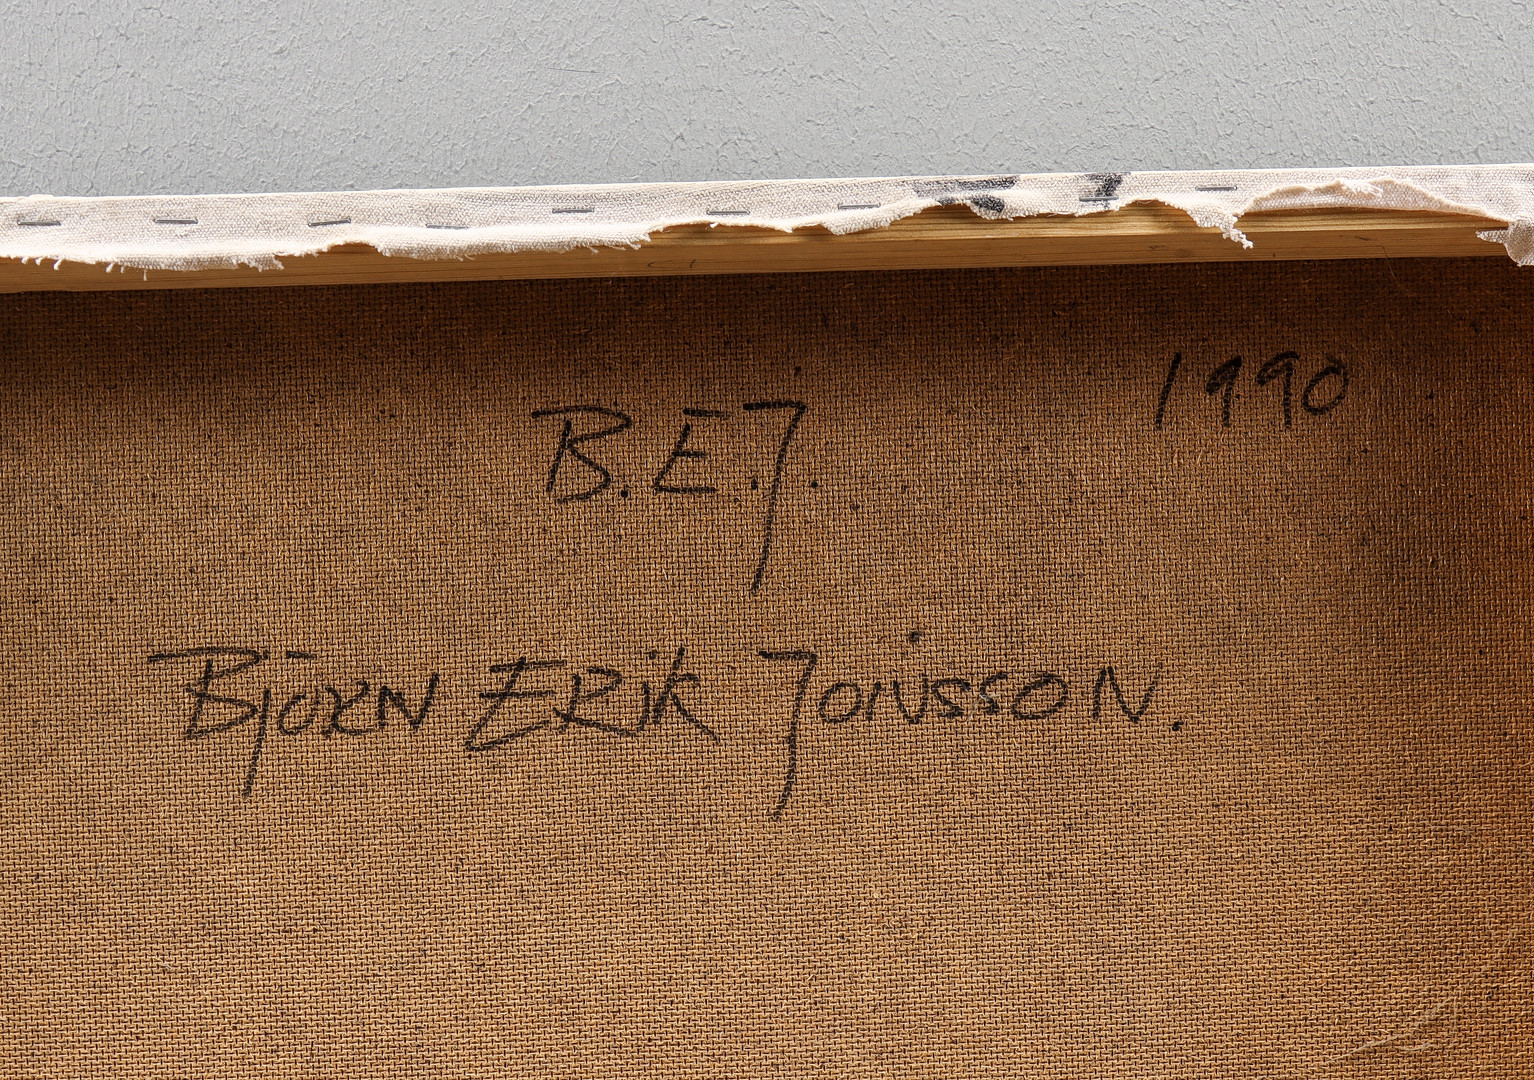 1990
B.E.J.
BJÖRN ERIK JONSSON.